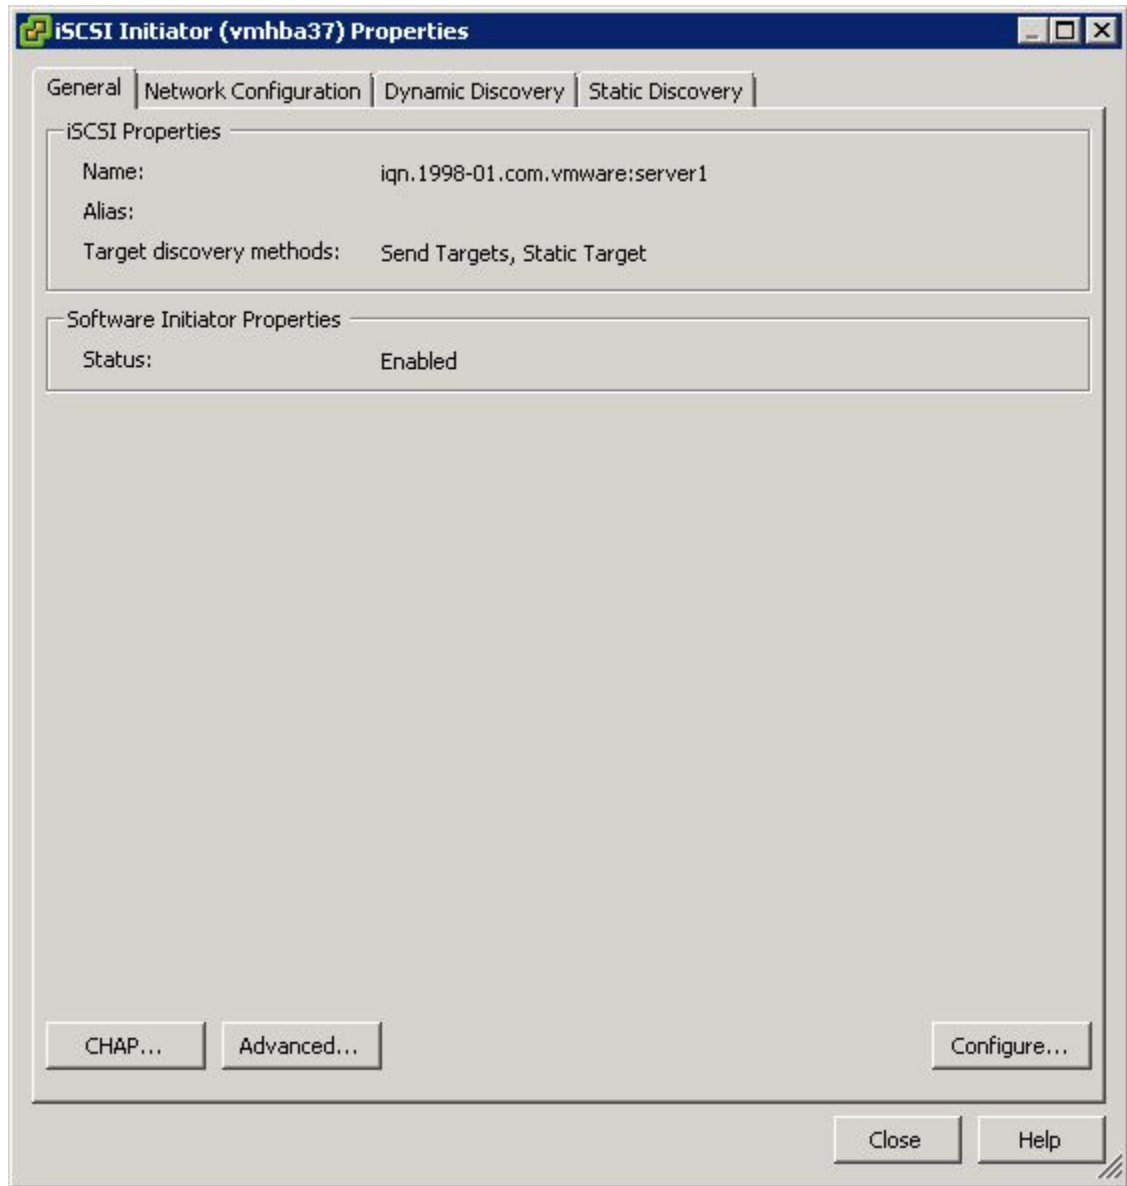 iSCSI Initiator (vmhba37) Properties
General Network Configuration Dynamic Discovery Static Discovery
iSCSI Properties
Name: iqn.1998-01.com.vmware:server1
Alias:
Target discovery methods: Send Targets, Static Target
Software Initiator Properties
Status: Enabled
CHAP... Advanced... Configure...
Close Help